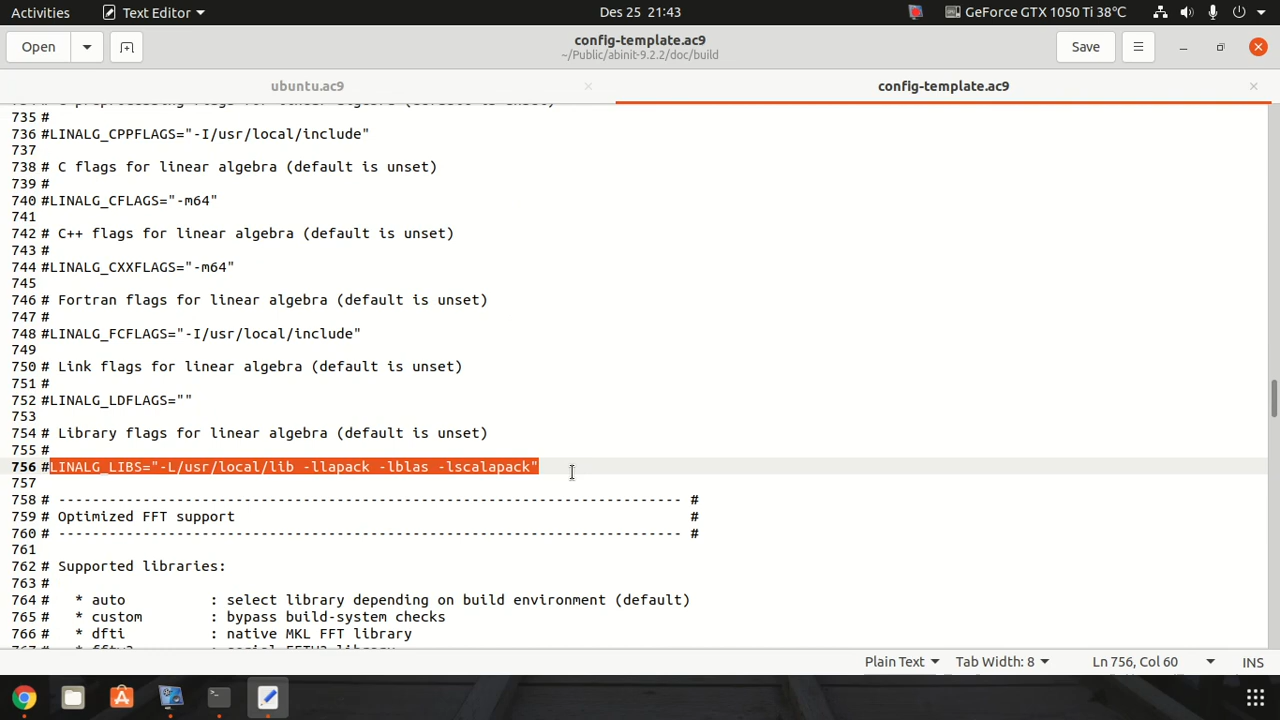 Activities
Text Editor
Des 25 21:43
GeForce GTX 1050 Ti 38℃
Open
config-template.ac9
~/Public/abinit-9.2.2/doc/build
Save
ubuntu.ac9
config-template.ac9
735 #
736 #LINALG_CPPFLAGS="-I/usr/local/include"
737
738 # C flags for linear algebra (default is unset)
739 #
740 #LINALG_CFLAGS="-m64"
741
742 # C++ flags for linear algebra (default is unset)
743 #
744 #LINALG_CXXFLAGS="-m64"
745
746 # Fortran flags for linear algebra (default is unset)
747 #
748 #LINALG_FCFLAGS="-I/usr/local/include"
749
750 # Link flags for linear algebra (default is unset)
751 #
752 #LINALG_LDFLAGS=""
753
754 # Library flags for linear algebra (default is unset)
755 #
756 #LINALG_LIBS="-L/usr/local/lib -llapack -lblas -lscalapack"
757
758 # -------------------------------------------------------------------------- #
759 # Optimized FFT support #
760 # -------------------------------------------------------------------------- #
761
762 # Supported libraries:
763 #
764 # * auto : select library depending on build environment (default)
765 # * custom : bypass build-system checks
766 # * dfti : native MKL FFT library
Plain Text
Tab Width: 8
Ln 756, Col 60
INS